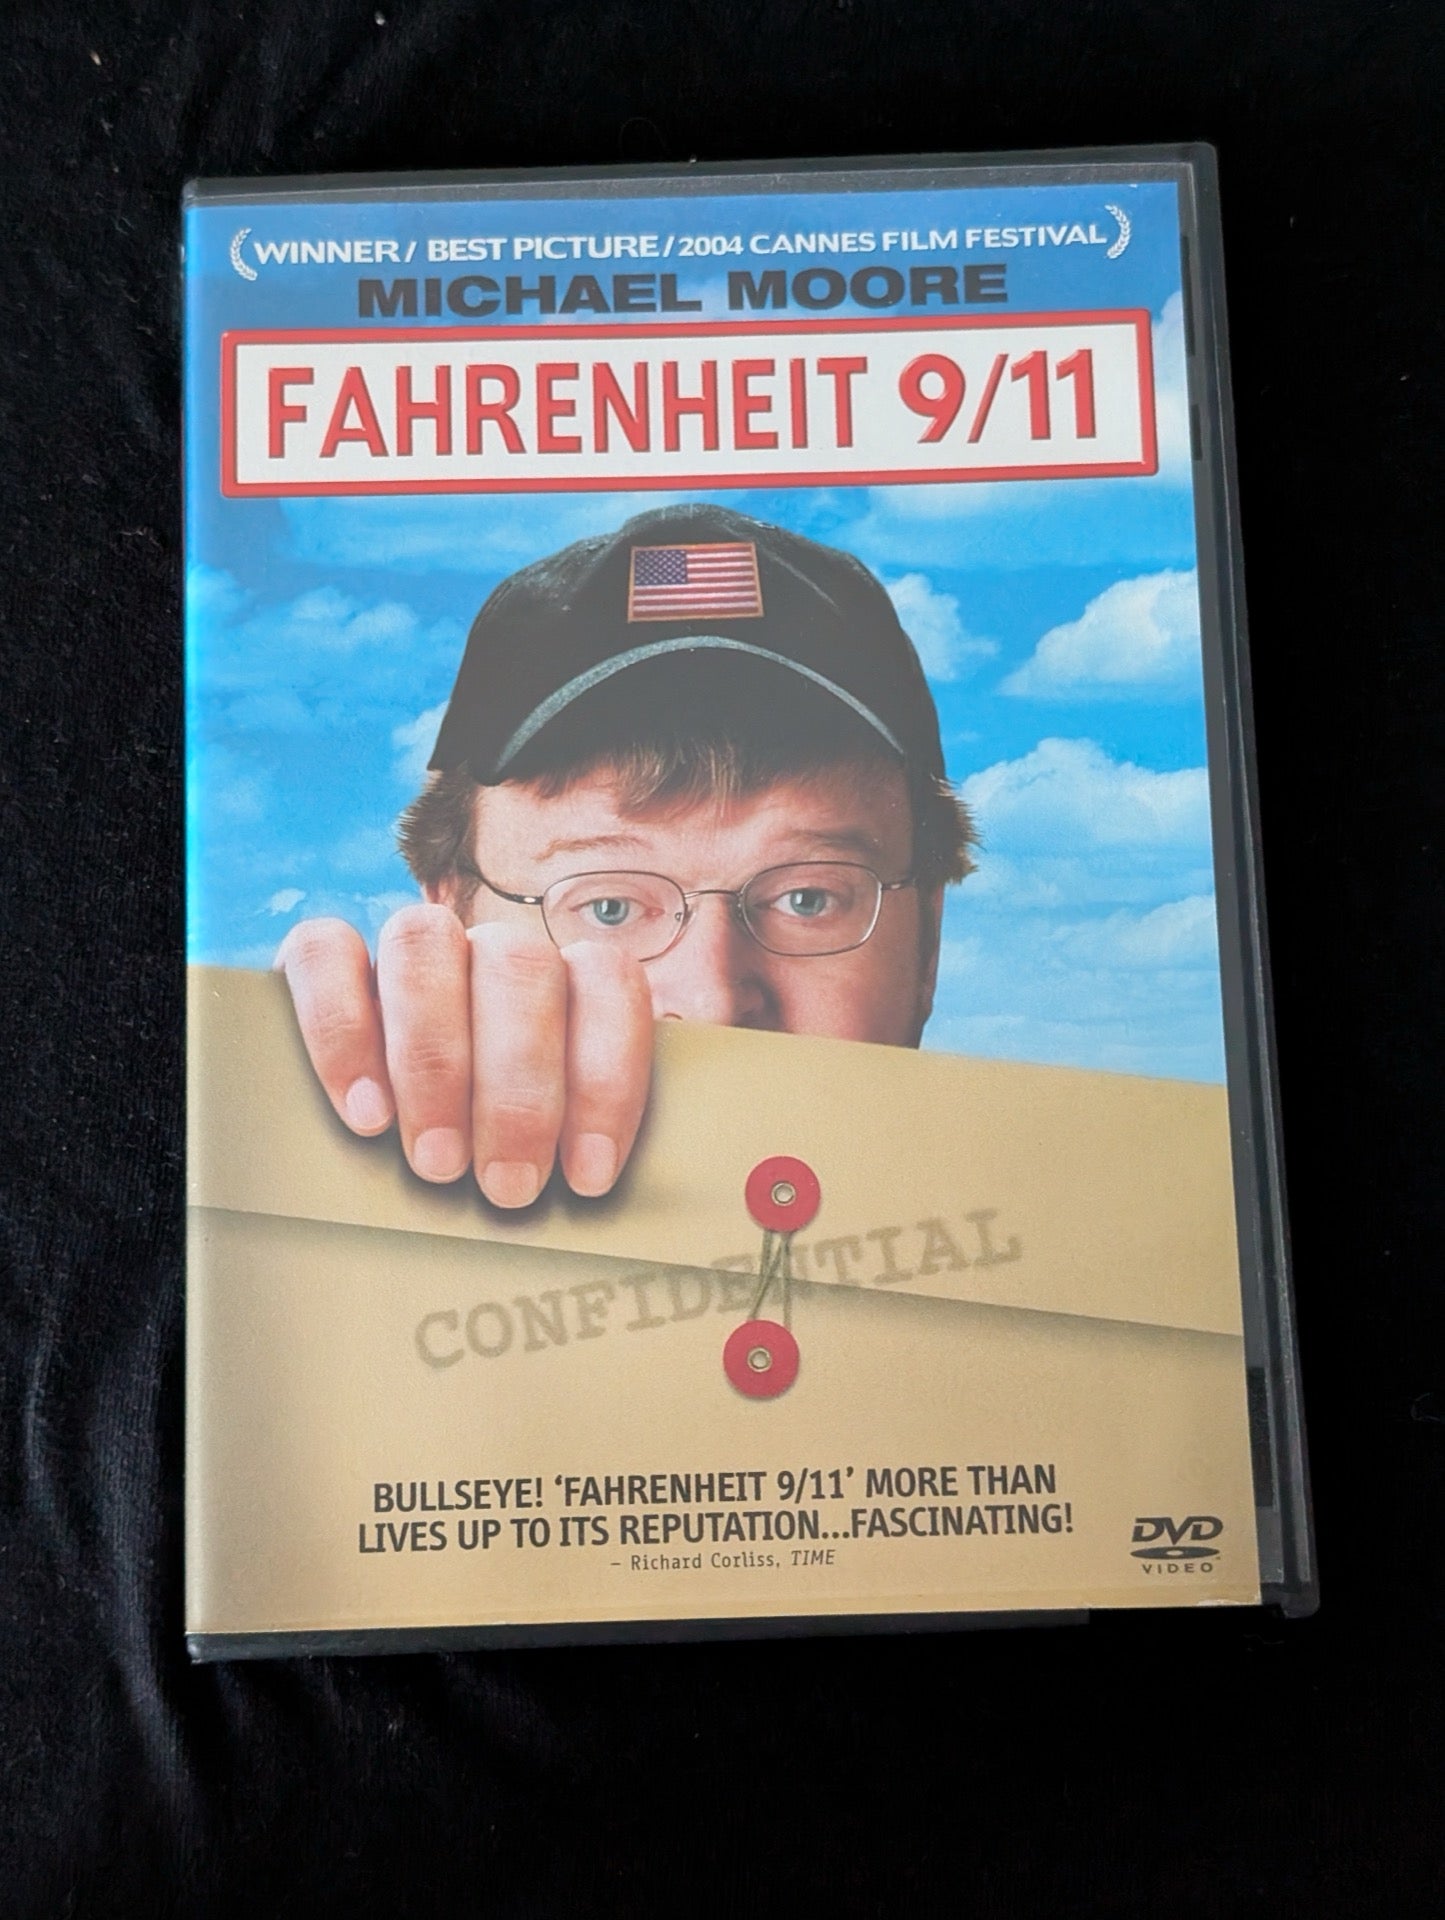 WINNER / BEST PICTURE / 2004 CANNES FILM FESTIVAL
MICHAEL MOORE
FAHRENHEIT 9/11
CONFIDENTIAL
BULLSEYE! ‘FAHRENHEIT 9/11’ MORE THAN
LIVES UP TO ITS REPUTATION...FASCINATING!
– Richard Corliss, TIME
DVD
VIDEO